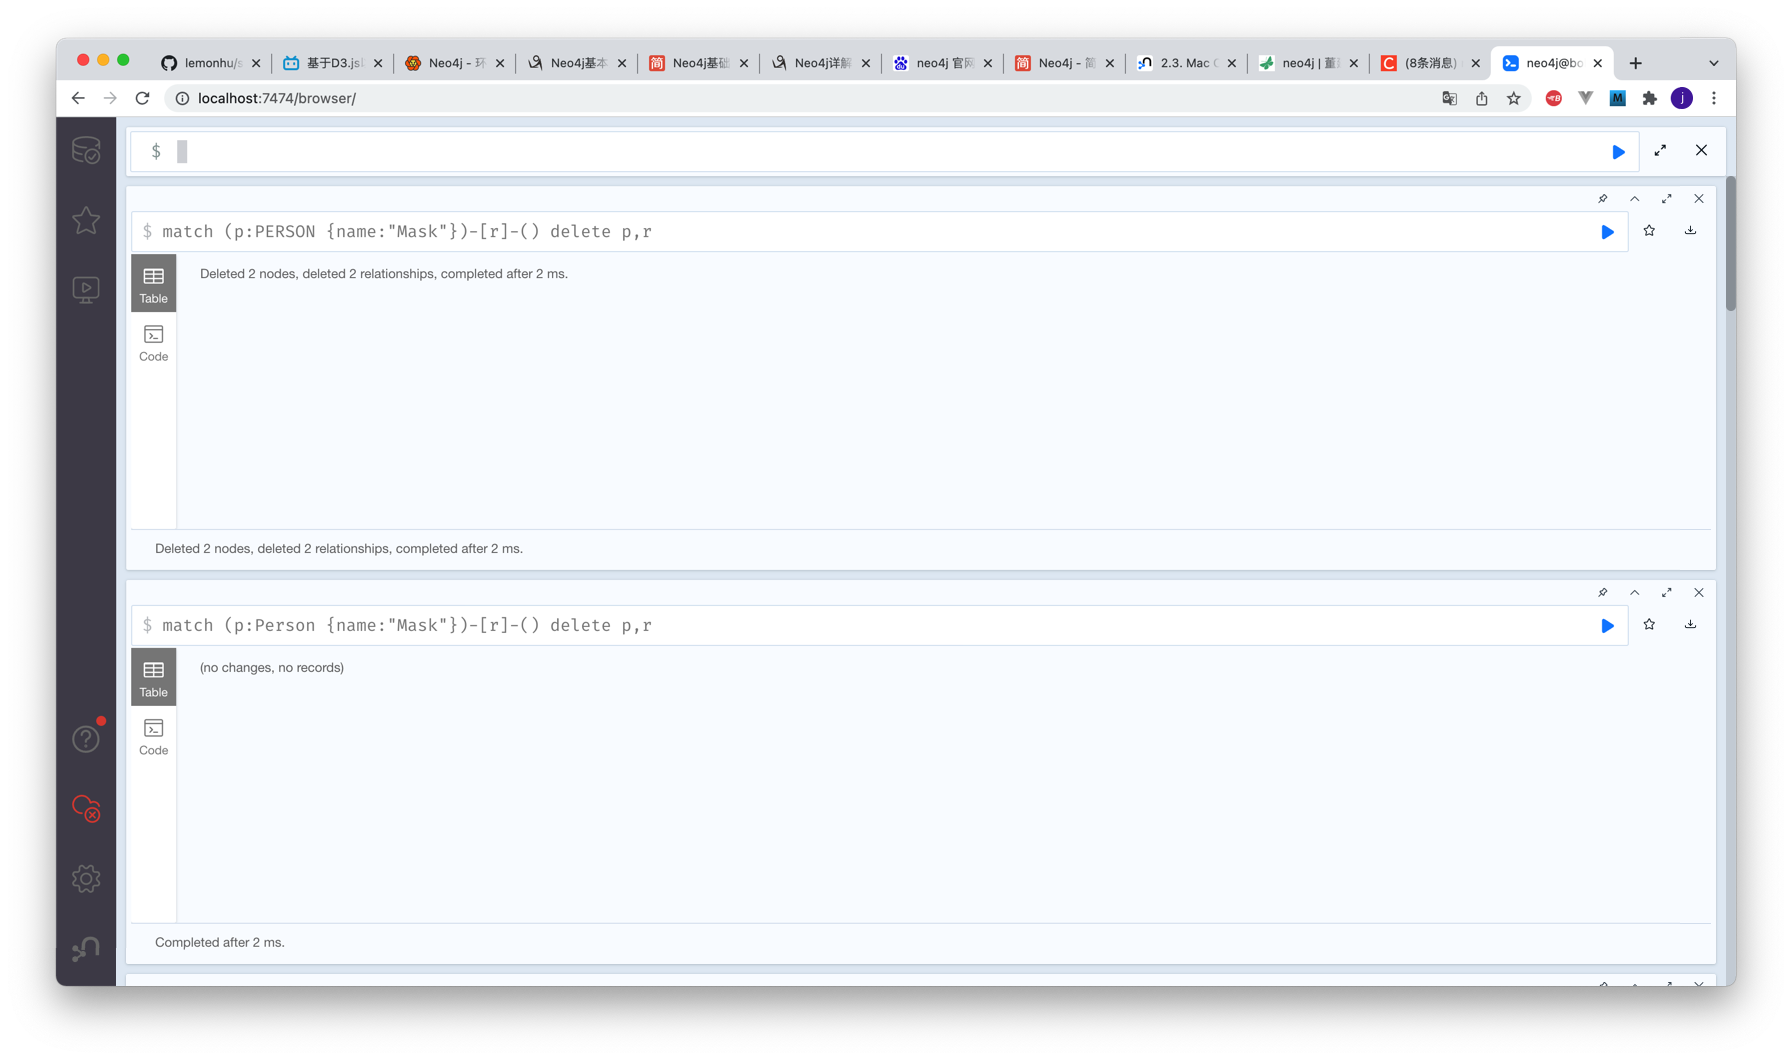 lemonhu/s
基于D3.js
Neo4j - 环
Neo4j基本
Neo4j基础
Neo4j详解
neo4j 官网
Neo4j - 简
2.3. Mac O
neo4j | 董
(8条消息)
neo4j@bo
localhost:7474/browser/
$
$ match (p:PERSON {name:"Mask"})-[r]-() delete p,r
Table
Deleted 2 nodes, deleted 2 relationships, completed after 2 ms.
Code
Deleted 2 nodes, deleted 2 relationships, completed after 2 ms.
$ match (p:Person {name:"Mask"})-[r]-() delete p,r
Table
(no changes, no records)
Code
Completed after 2 ms.